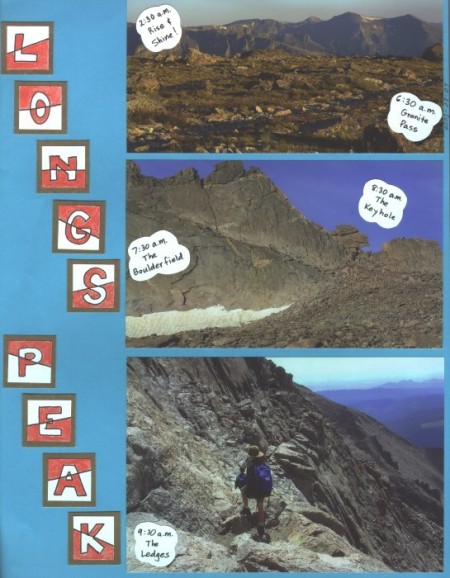 LONGS
PEAK
2:30 a.m.
Rise &
Shine!
6:30 a.m.
Granite
Pass
8:30 a.m.
The
Keyhole
7:30 a.m.
The
Boulderfield
9:30 a.m.
The
Ledges